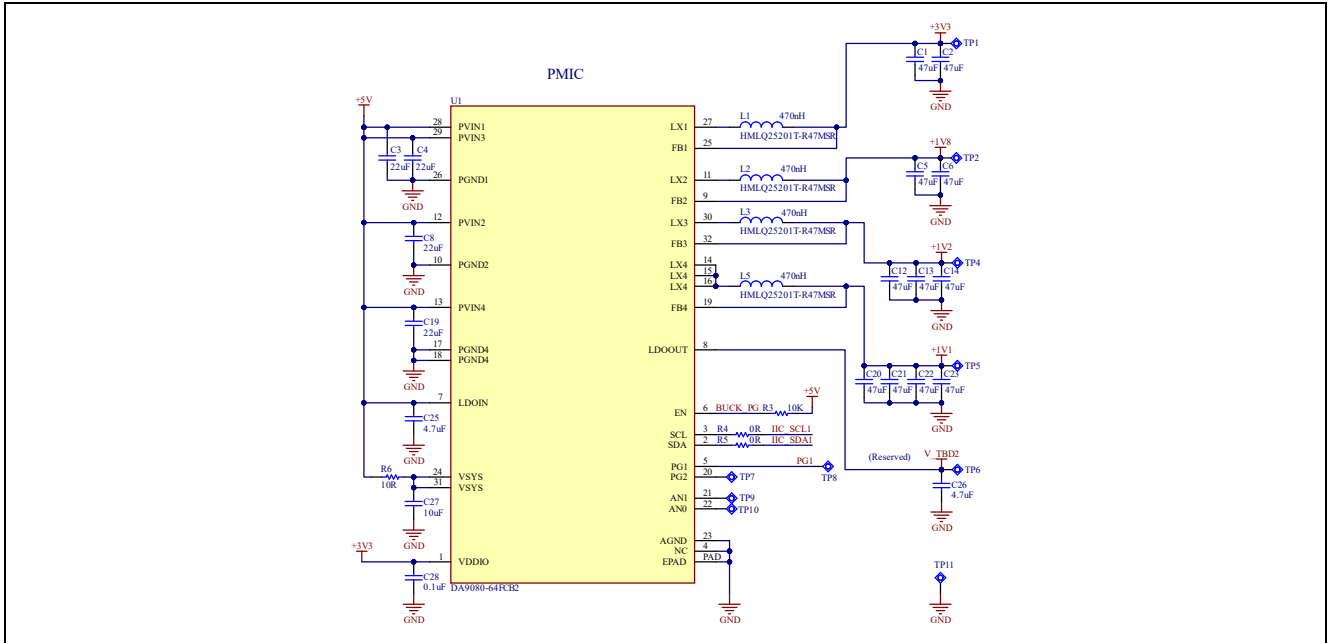 PMIC
+5V
U1
28 PVIN1
29 PVIN3
C3 22uF
C4 22uF
26 PGND1
GND
12 PVIN2
C8 22uF
10 PGND2
GND
13 PVIN4
C19 22uF
17 PGND4
18 PGND4
GND
7 LDOIN
C25 4.7uF
GND
R6 10R
24 VSYS
31 VSYS
C27 10uF
GND
+3V3
1 VDDIO
C28 0.1uF
GND
DA9080-64FCB2
LX1 27
FB1 25
LX2 11
FB2 9
LX3 30
FB3 32
LX4 14
LX4 15
LX4 16
FB4 19
LDOOUT 8
EN 6 BUCK_PG R3 10K
+5V
SCL 3 R4 0R IIC_SCL1
SDA 2 R5 0R IIC_SDA1
PG1 5 PG1 TP8
PG2 20 TP7
AN1 21 TP9
AN0 22 TP10
AGND 23
NC 4
EPAD PAD
GND
L1 470nH
HMLQ25201T-R47MSR
L2 470nH
HMLQ25201T-R47MSR
L3 470nH
HMLQ25201T-R47MSR
L5 470nH
HMLQ25201T-R47MSR
+3V3
TP1
C1 47uF
C2 47uF
GND
+1V8
TP2
C5 47uF
C6 47uF
GND
+1V2
TP4
C12 47uF
C13 47uF
C14 47uF
GND
+1V1
TP5
C20 47uF
C21 47uF
C22 47uF
C23 47uF
GND
(Reserved)
V_TBD2
TP6
C26 4.7uF
GND
TP11
GND